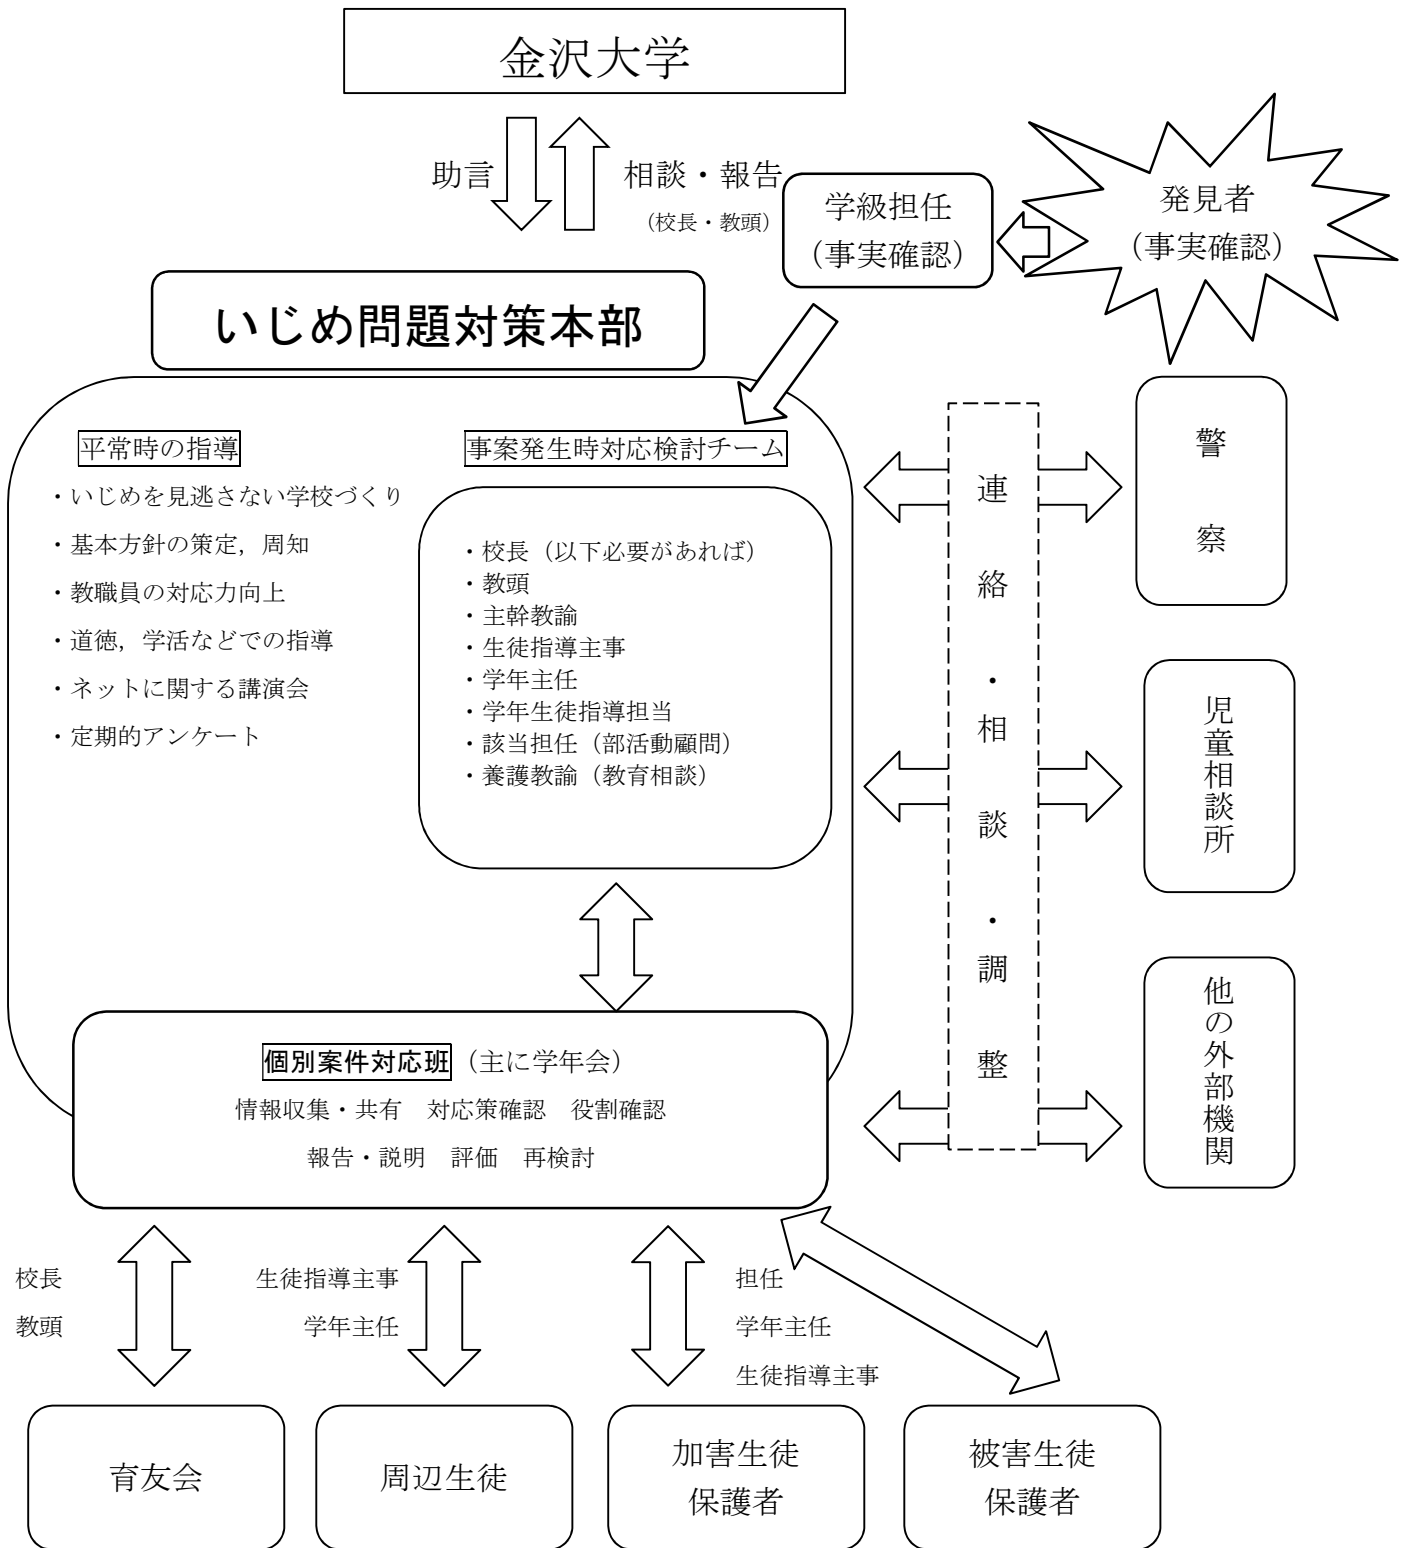 金沢大学
助言
相談・報告
(校長・教頭)
学級担任
(事実確認)
発見者
(事実確認)
いじめ問題対策本部
平常時の指導
・いじめを見逃さない学校づくり
・基本方針の策定，周知
・教職員の対応力向上
・道徳，学活などでの指導
・ネットに関する講演会
・定期的アンケート
事案発生時対応検討チーム
・校長（以下必要があれば）
・教頭
・主幹教諭
・生徒指導主事
・学年主任
・学年生徒指導担当
・該当担任（部活動顧問）
・養護教諭（教育相談）
連絡・相談・調整
警察
児童相談所
他の外部機関
個別案件対応班（主に学年会）
情報収集・共有　対応策確認　役割確認
報告・説明　評価　再検討
校長
教頭
生徒指導主事
学年主任
担任
学年主任
生徒指導主事
育友会
周辺生徒
加害生徒
保護者
被害生徒
保護者